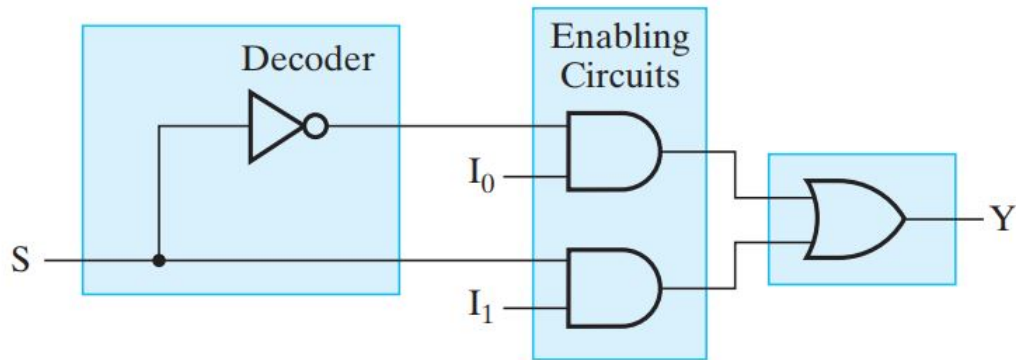 Decoder
Enabling
Circuits
I₀
S
I₁
Y